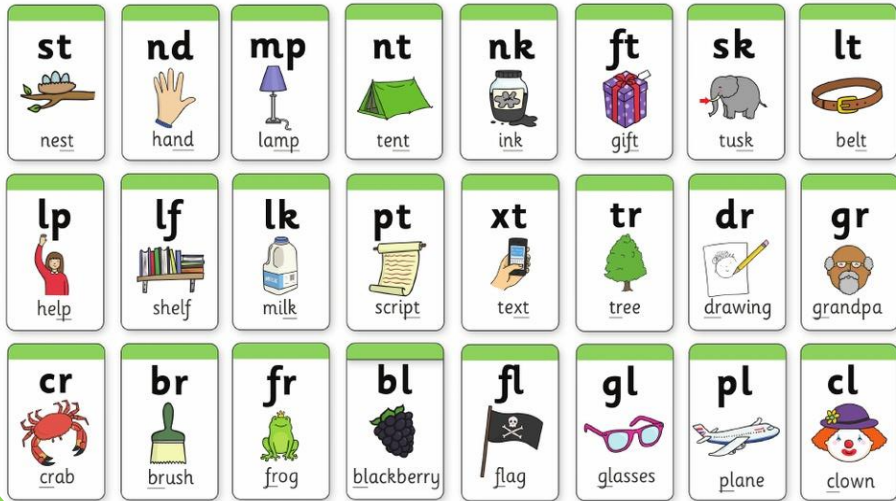 st nd mp nt nk ft sk lt
nest hand lamp tent ink gift tusk belt
lp lf lk pt xt tr dr gr
MILK
help shelf milk script text tree drawing grandpa
cr br fr bl fl gl pl cl
crab brush frog blackberry flag glasses plane clown